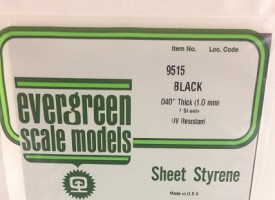 Item No. Loc. Code
9515
BLACK
.040" Thick (1.0 mm)
UV Resistant
evergreen
scale models
Sheet Styrene
Made in U.S.A